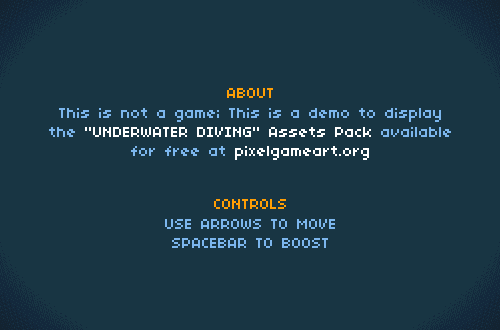 ABOUT
This is not a game; This is a demo to display
the "UNDERWATER DIVING" Assets Pack available
for free at pixelgameart.org
CONTROLS
USE ARROWS TO MOVE
SPACEBAR TO BOOST